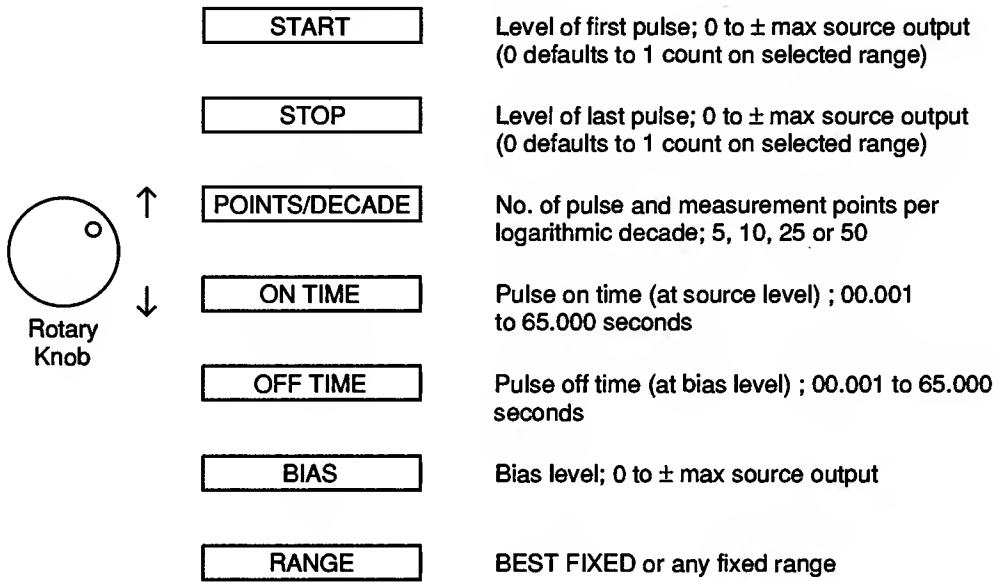 START
Level of first pulse; 0 to ± max source output
(0 defaults to 1 count on selected range)
STOP
Level of last pulse; 0 to ± max source output
(0 defaults to 1 count on selected range)
↑
POINTS/DECADE
No. of pulse and measurement points per
logarithmic decade; 5, 10, 25 or 50
↓
Rotary
Knob
ON TIME
Pulse on time (at source level) ; 00.001
to 65.000 seconds
OFF TIME
Pulse off time (at bias level) ; 00.001 to 65.000
seconds
BIAS
Bias level; 0 to ± max source output
RANGE
BEST FIXED or any fixed range